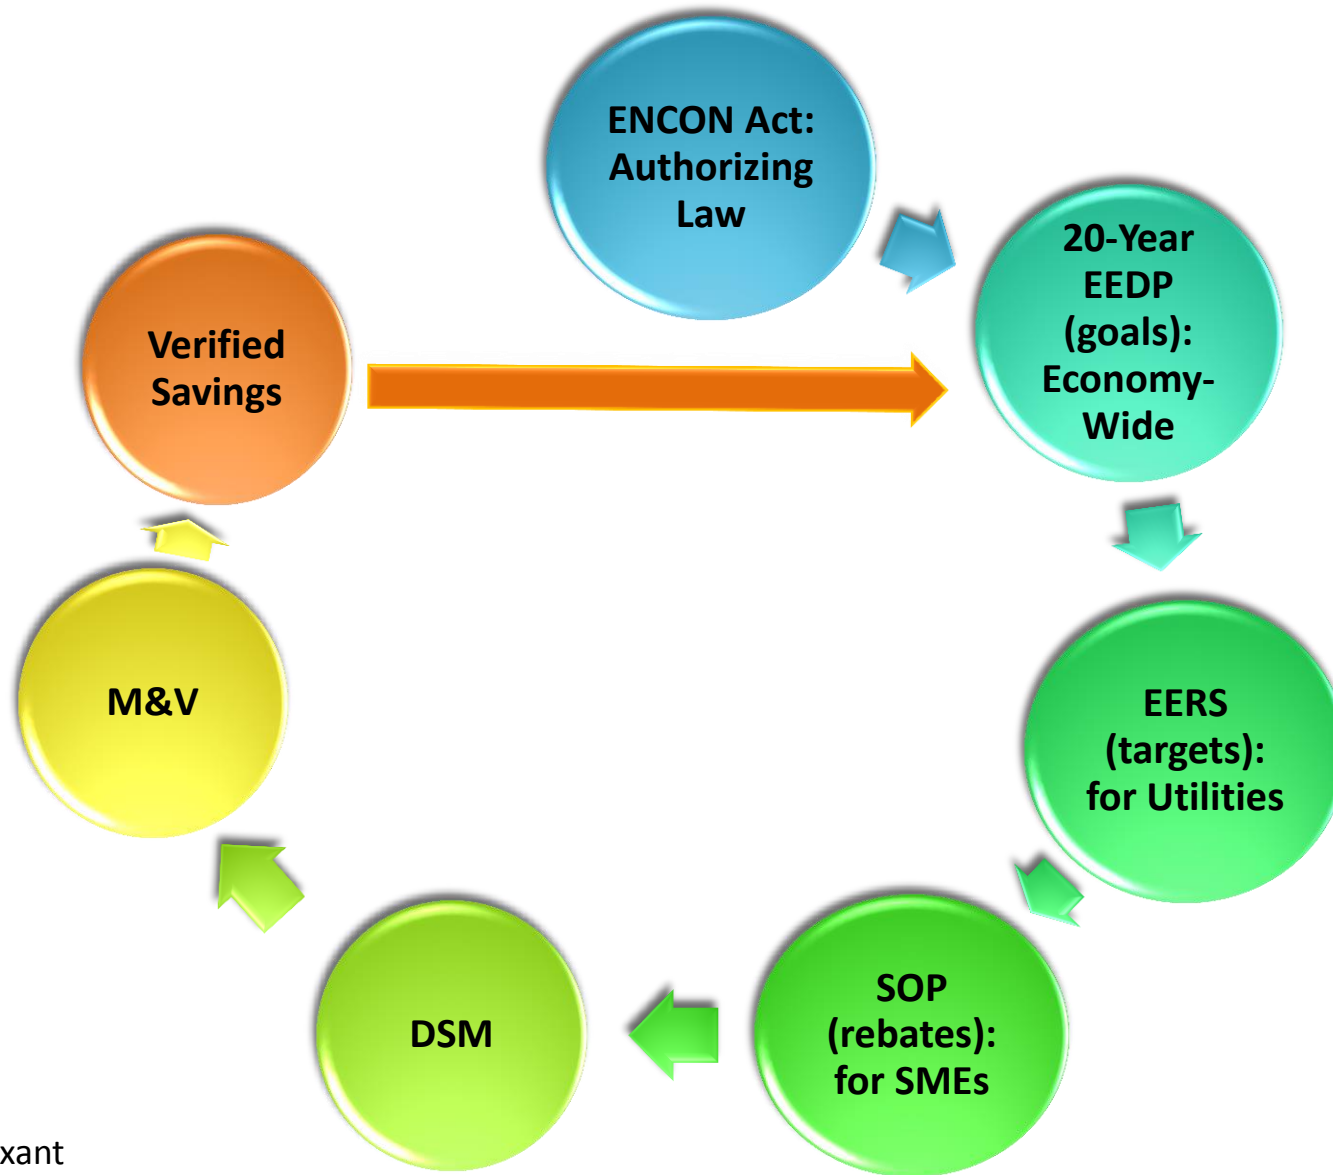 ENCON Act:
Authorizing
Law
20-Year
EEDP
(goals):
Economy-
Wide
EERS
(targets):
for Utilities
SOP
(rebates):
for SMEs
DSM
M&V
Verified
Savings
xant